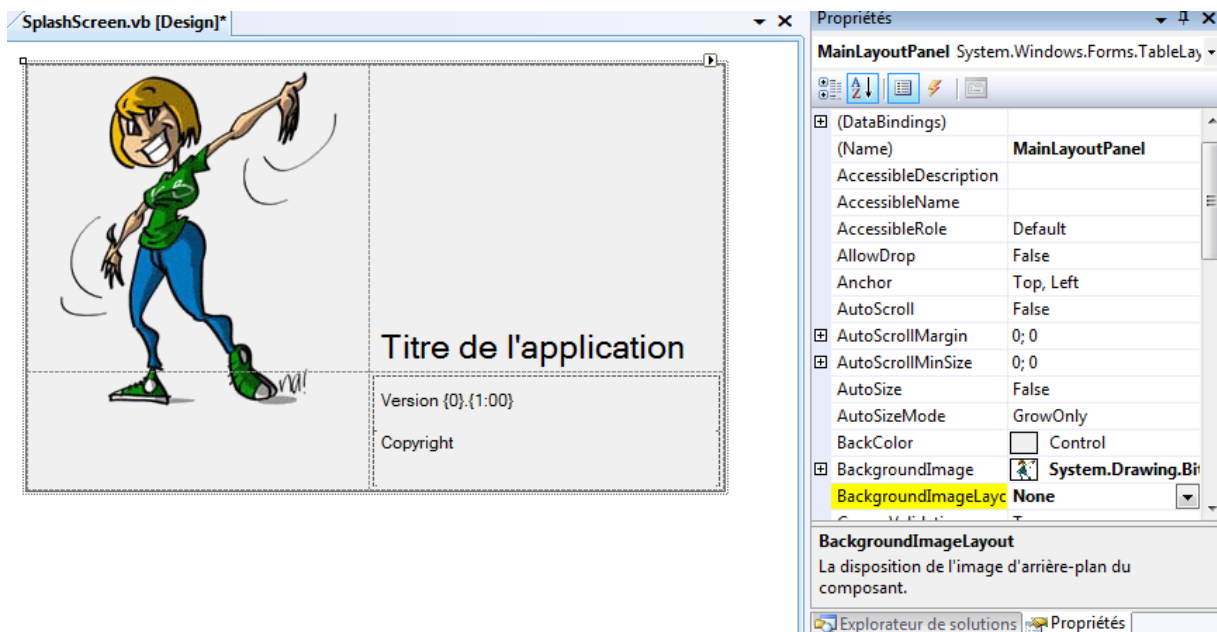 SplashScreen.vb [Design]*
Titre de l'application
Version {0}.{1:00}
Copyright
na!
Propriétés
MainLayoutPanel System.Windows.Forms.TableLay
(DataBindings)
(Name) MainLayoutPanel
AccessibleDescription
AccessibleName
AccessibleRole Default
AllowDrop False
Anchor Top, Left
AutoScroll False
AutoScrollMargin 0; 0
AutoScrollMinSize 0; 0
AutoSize False
AutoSizeMode GrowOnly
BackColor Control
BackgroundImage System.Drawing.Bit
BackgroundImageLayc None
BackgroundImageLayout
La disposition de l'image d'arrière-plan du
composant.
Explorateur de solutions Propriétés